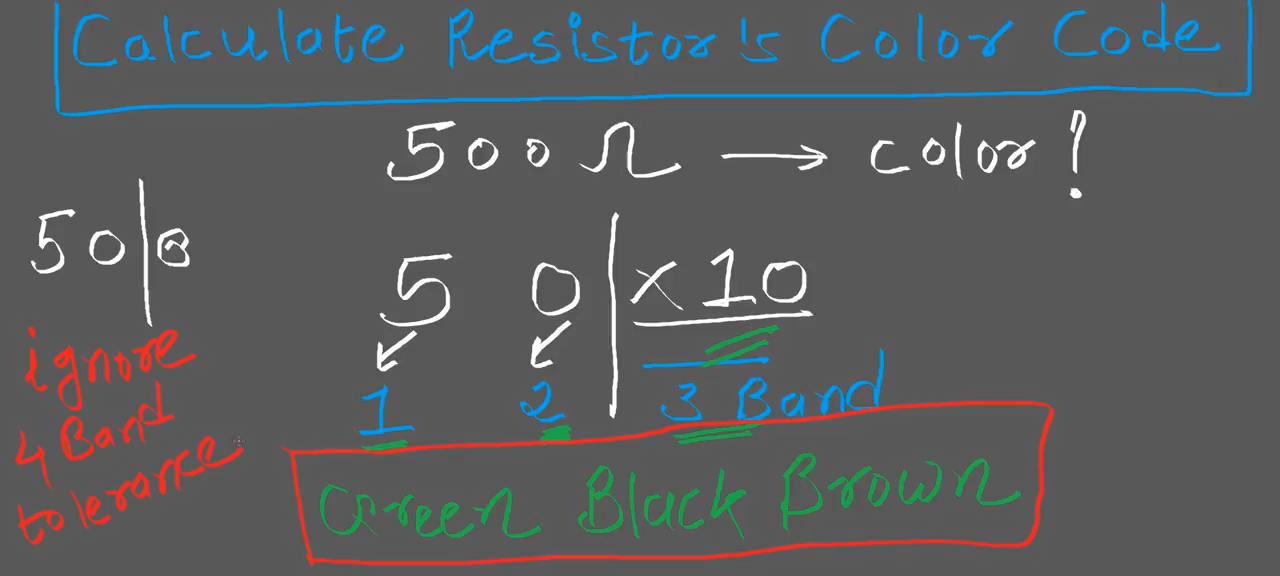 Calculate Resistor's Color Code
500Ω → color?
50|0
5 0 | × 10
1 2 3 Band
ignore
4 Band
tolerance
Green Black Brown